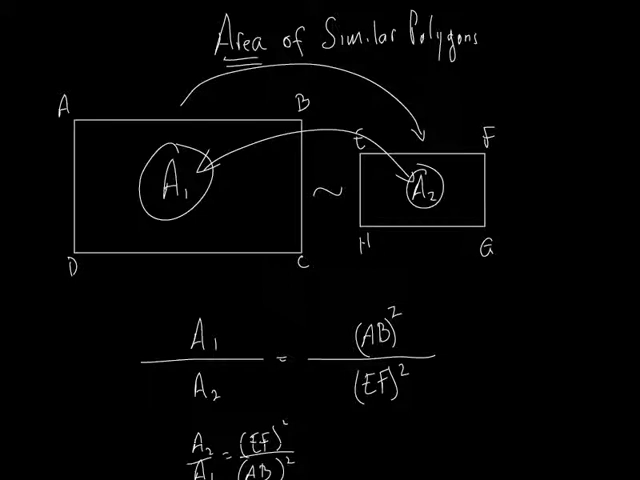 Area of Similar Polygons
A B
E F
A₁ ~ A₂
H G
D C
A₁ / A₂ = (AB)² / (EF)²
A₂ / A₁ = (EF)² / (AB)²